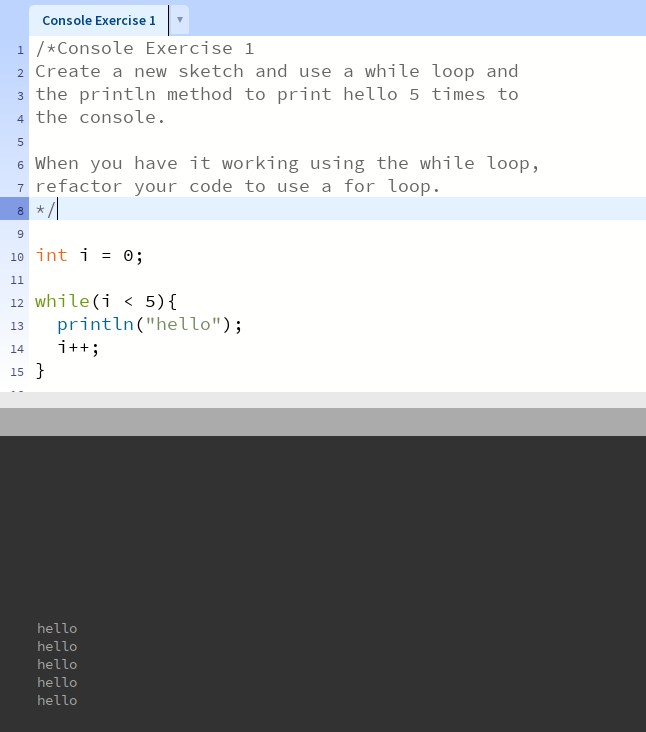 Console Exercise 1
1 /*Console Exercise 1
2 Create a new sketch and use a while loop and
3 the println method to print hello 5 times to
4 the console.
5
6 When you have it working using the while loop,
7 refactor your code to use a for loop.
8 */
9
10 int i = 0;
11
12 while(i < 5){
13   println("hello");
14   i++;
15 }
hello
hello
hello
hello
hello